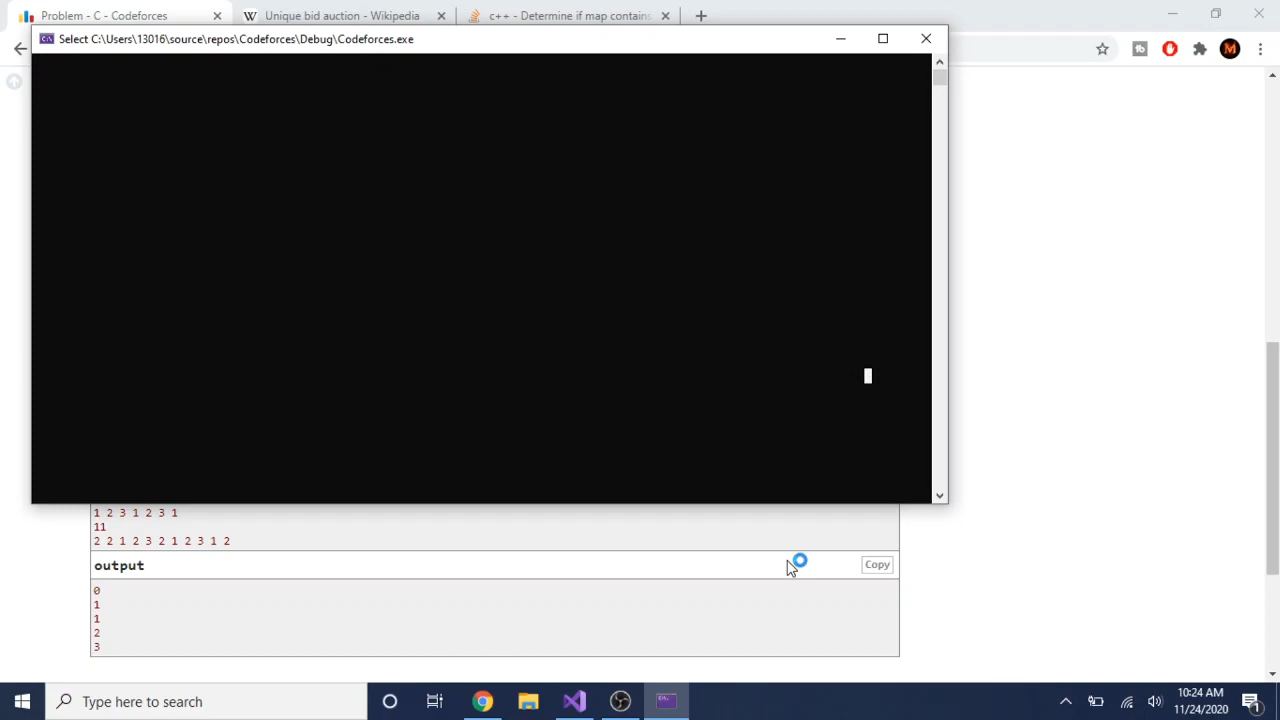 Problem - C - Codeforces
Unique bid auction - Wikipedia
c++ - Determine if map contains
Select C:\Users\13016\source\repos\Codeforces\Debug\Codeforces.exe
1 2 3 1 2 3 1
11
2 2 1 2 3 2 1 2 3 1 2
output
Copy
0
1
1
2
3
Type here to search
10:24 AM
11/24/2020